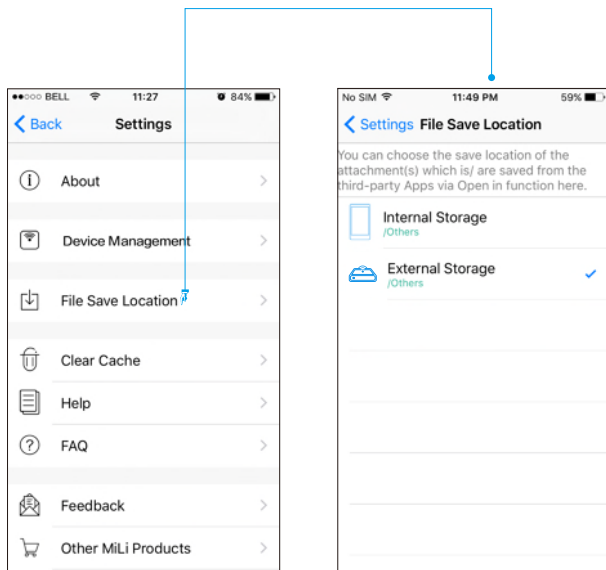 BELL 11:27 84%
Back Settings
About
Device Management
File Save Location
Clear Cache
Help
FAQ
Feedback
Other MiLi Products
No SIM 11:49 PM 59%
Settings File Save Location
You can choose the save location of the
attachment(s) which is/ are saved from the
third-party Apps via Open in function here.
Internal Storage
/Others
External Storage
/Others